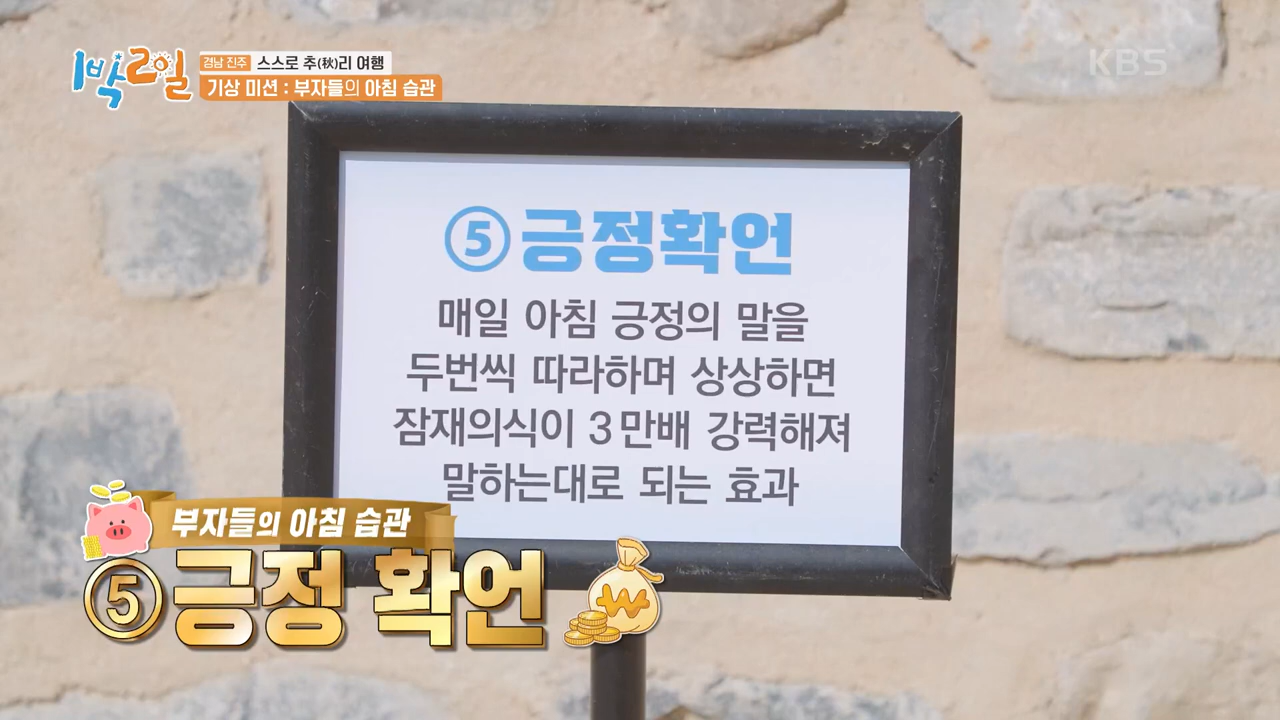 1박2일
경남 진주 스스로 추(秋)리 여행
기상 미션 : 부자들의 아침 습관
KBS
⑤긍정확언
매일 아침 긍정의 말을
두번씩 따라하며 상상하면
잠재의식이 3만배 강력해져
말하는대로 되는 효과
부자들의 아침 습관
⑤긍정 확언
₩